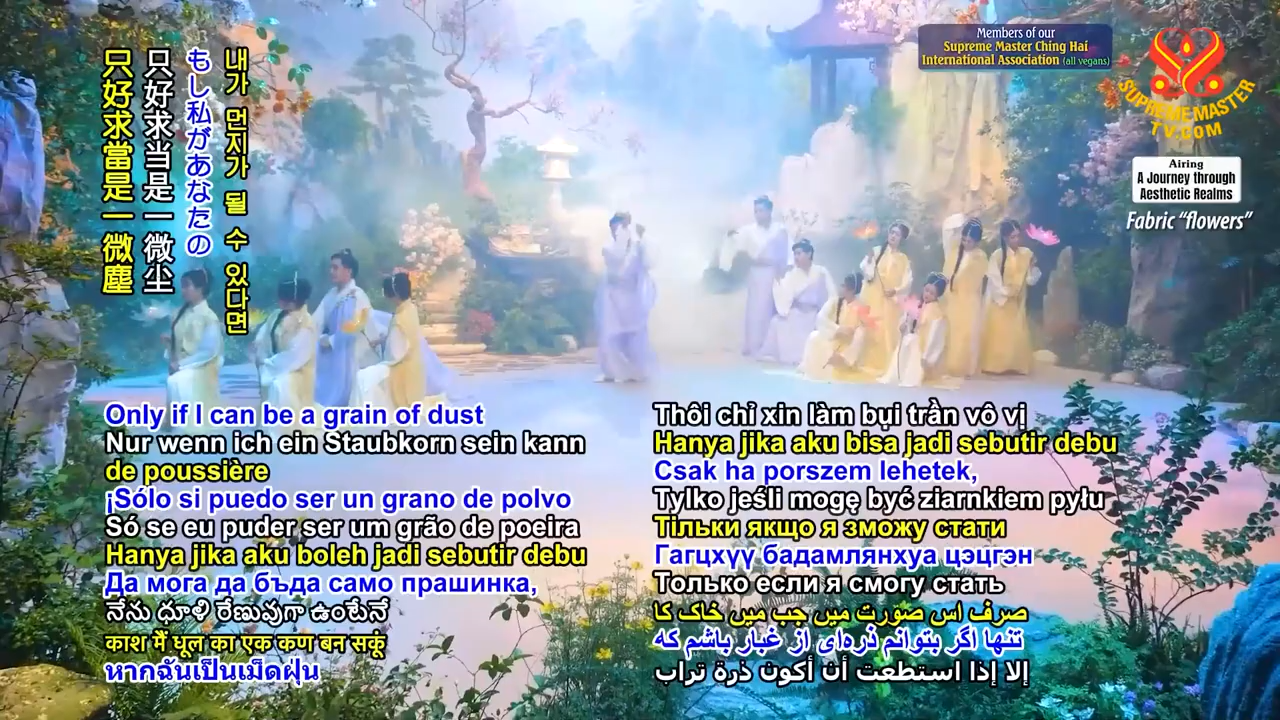 Members of our
Supreme Master Ching Hai
International Association (all vegans)
SUPREME MASTER
TV.COM
Airing
A Journey through
Aesthetic Realms
Fabric “flowers”
내가 먼지가 될 수 있다면
もし私があなたの
只好求当是一微尘
只好求當是一微塵
Only if I can be a grain of dust
Nur wenn ich ein Staubkorn sein kann
de poussière
¡Sólo si puedo ser un grano de polvo
Só se eu puder ser um grão de poeira
Hanya jika aku boleh jadi sebutir debu
Да мога да бъда само прашинка,
నేను ధూళి రేణువుగా ఉంటేనే
काश मैं धूल का एक कण बन सकूं
หากฉันเป็นเม็ดฝุ่น
Thôi chỉ xin làm bụi trần vô vị
Hanya jika aku bisa jadi sebutir debu
Csak ha porszem lehetek,
Tylko jeśli mogę być ziarnkiem pyłu
Тільки якщо я зможу стати
Гагцхүү бадамлянхуа цэцгэн
Только если я смогу стать
صرف اس صورت میں جب میں خاک کا
تنها اگر بتوانم ذره‌ای از غبار باشم که
إلا إذا استطعت أن أكون ذرة تراب